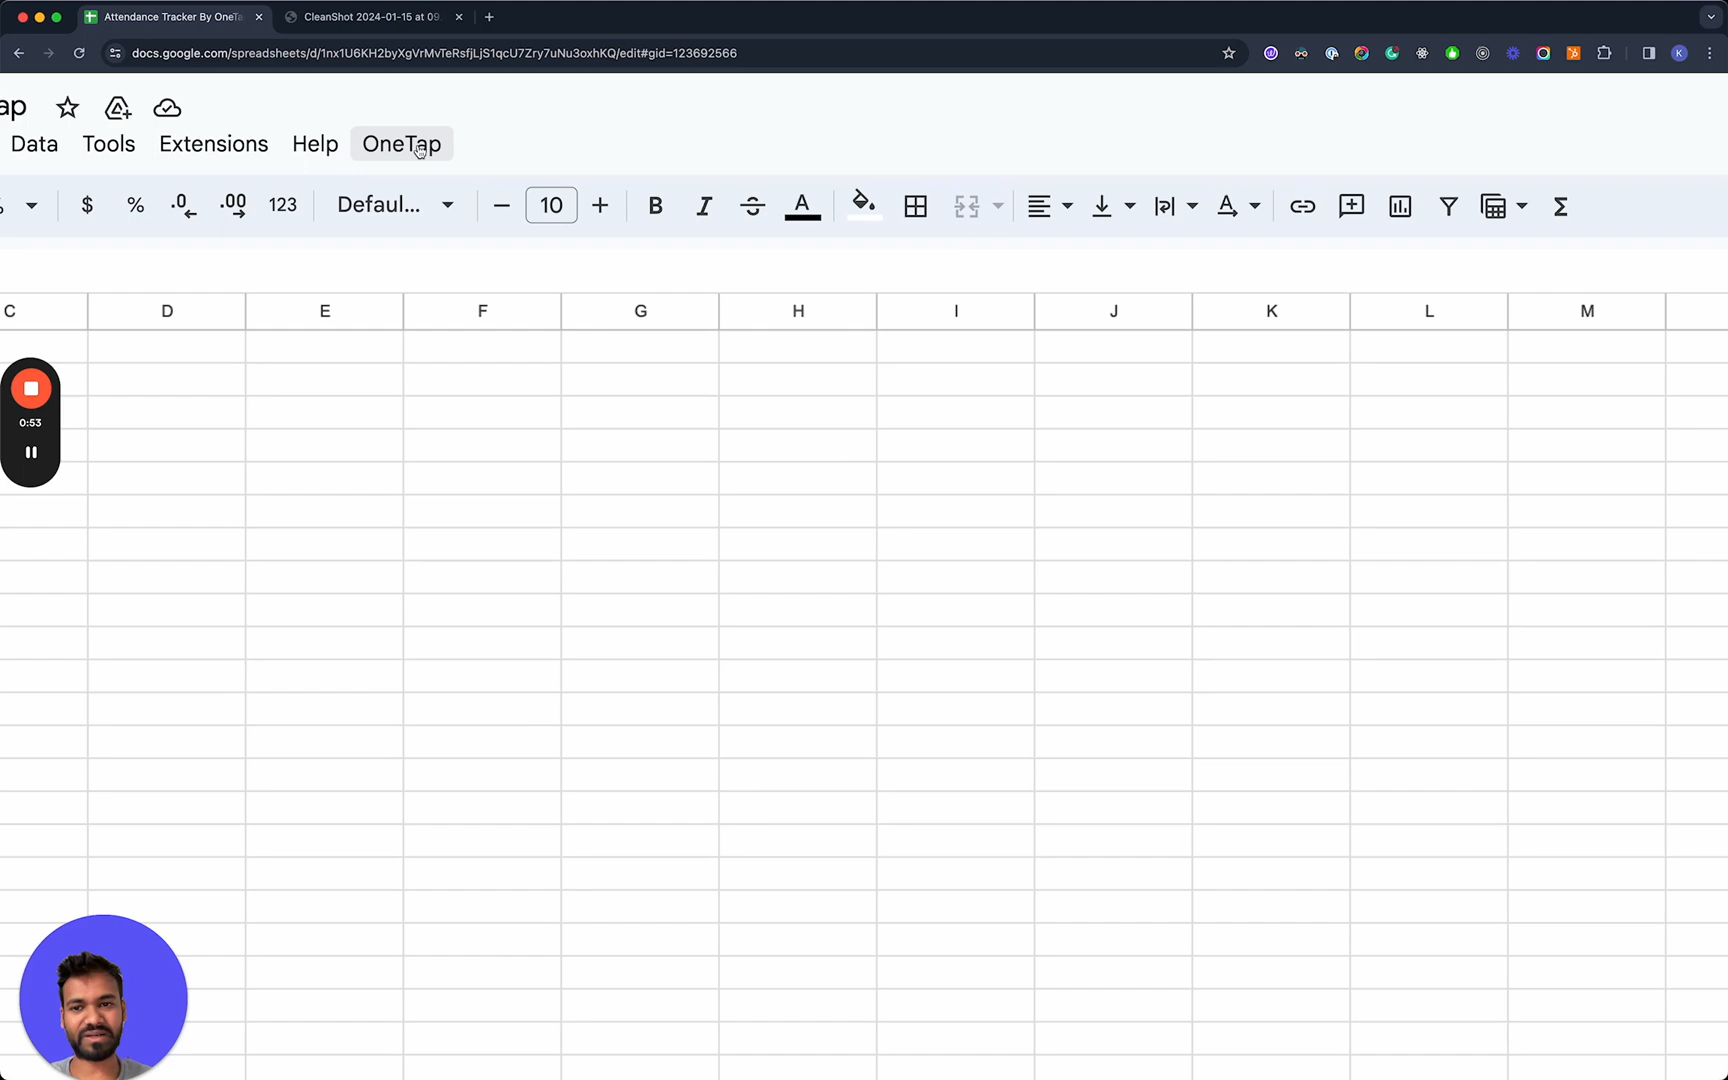 Attendance Tracker By OneTa
CleanShot 2024-01-15 at 09.
docs.google.com/spreadsheets/d/1nx1U6KH2byXgVrMvTeRsfjLjS1qcU7Zry7uNu3oxhKQ/edit#gid=123692566
K
ap
Data Tools Extensions Help OneTap
% $ % .0 .00 123 Defaul... 10 B I S A A Σ
C D E F G H I J K L M
0:53